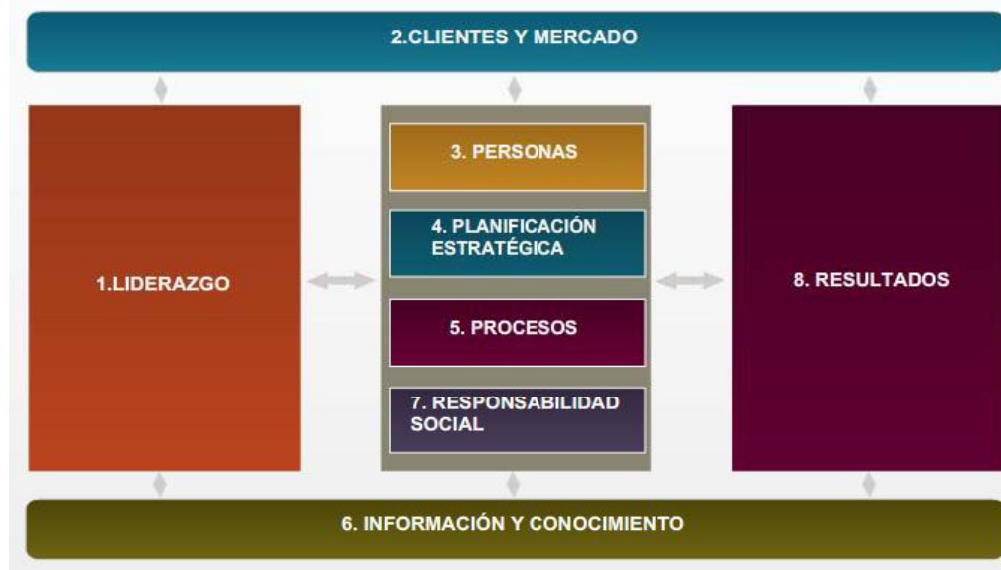 2.CLIENTES Y MERCADO
1.LIDERAZGO
3. PERSONAS
4. PLANIFICACIÓN
ESTRATÉGICA
5. PROCESOS
7. RESPONSABILIDAD
SOCIAL
8. RESULTADOS
6. INFORMACIÓN Y CONOCIMIENTO